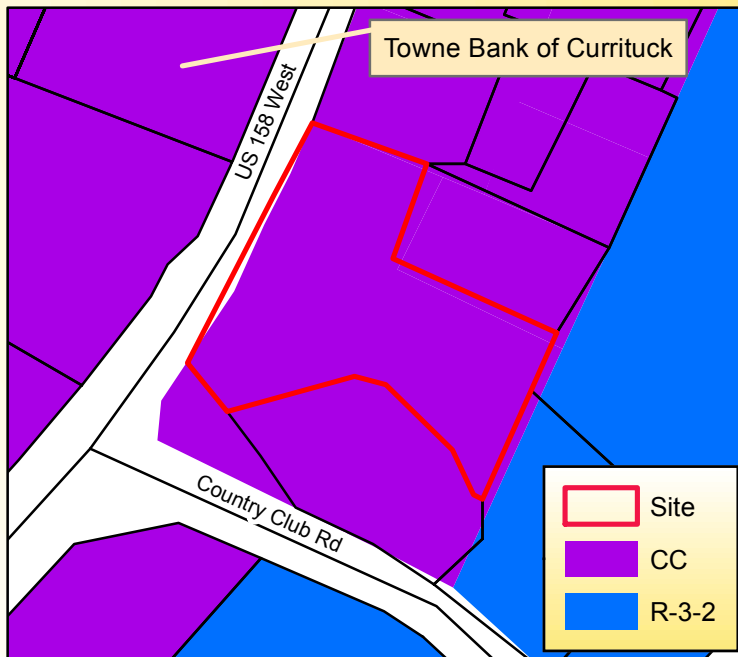 Towne Bank of Currituck
US 158 West
Country Club Rd
Site
CC
R-3-2